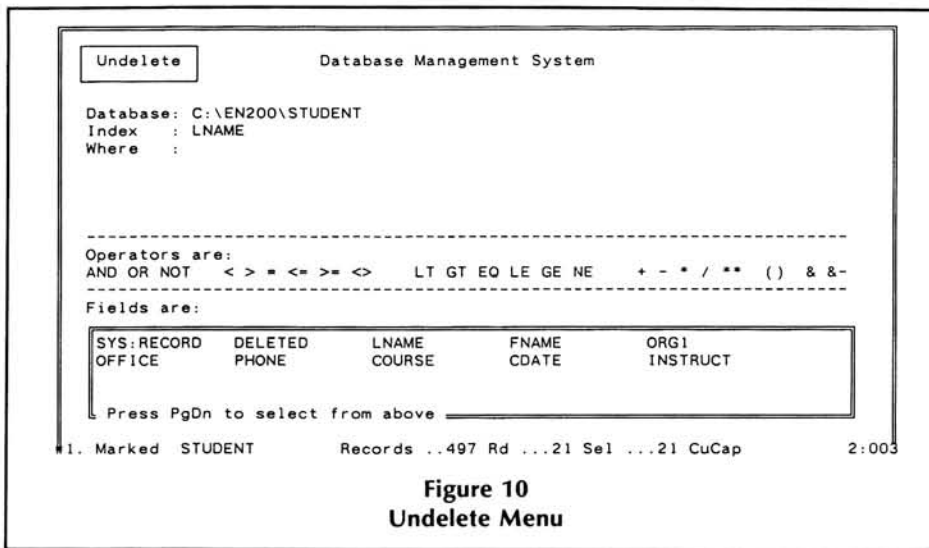 Undelete Database Management System
Database: C:\EN200\STUDENT
Index : LNAME
Where :
Operators are:
AND OR NOT < > = <= >= <> LT GT EQ LE GE NE + - * / ** () & &-
Fields are:
SYS:RECORD DELETED LNAME FNAME ORG1
OFFICE PHONE COURSE CDATE INSTRUCT
Press PgDn to select from above
*1. Marked STUDENT Records ..497 Rd ...21 Sel ...21 CuCap 2:003
Figure 10
Undelete Menu